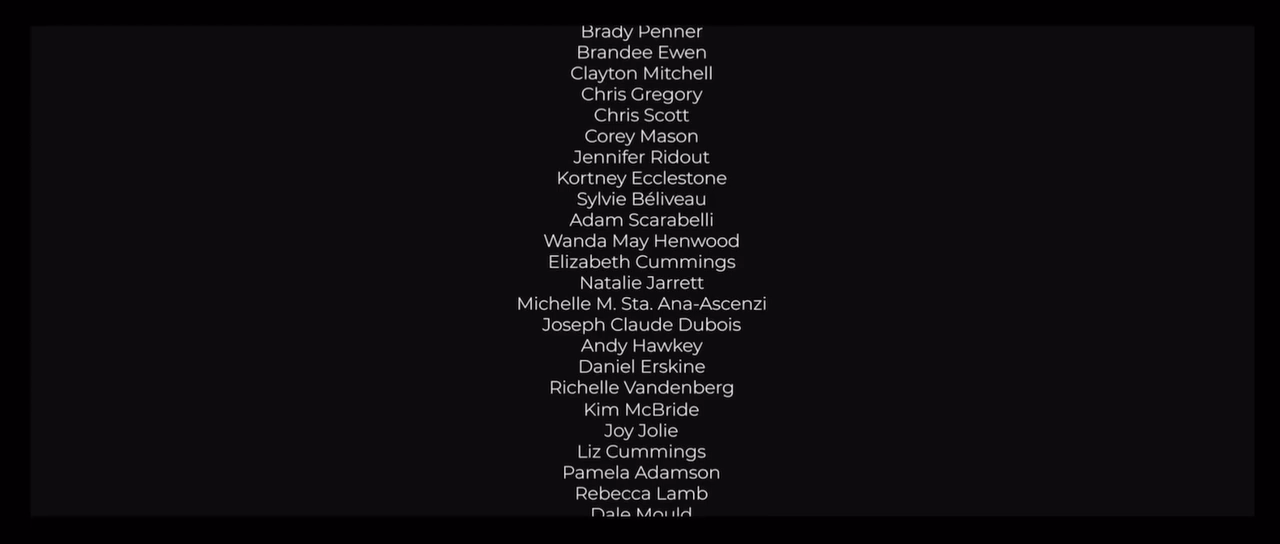 Brady Penner
Brandee Ewen
Clayton Mitchell
Chris Gregory
Chris Scott
Corey Mason
Jennifer Ridout
Kortney Ecclestone
Sylvie Béliveau
Adam Scarabelli
Wanda May Henwood
Elizabeth Cummings
Natalie Jarrett
Michelle M. Sta. Ana-Ascenzi
Joseph Claude Dubois
Andy Hawkey
Daniel Erskine
Richelle Vandenberg
Kim McBride
Joy Jolie
Liz Cummings
Pamela Adamson
Rebecca Lamb
Dale Mould